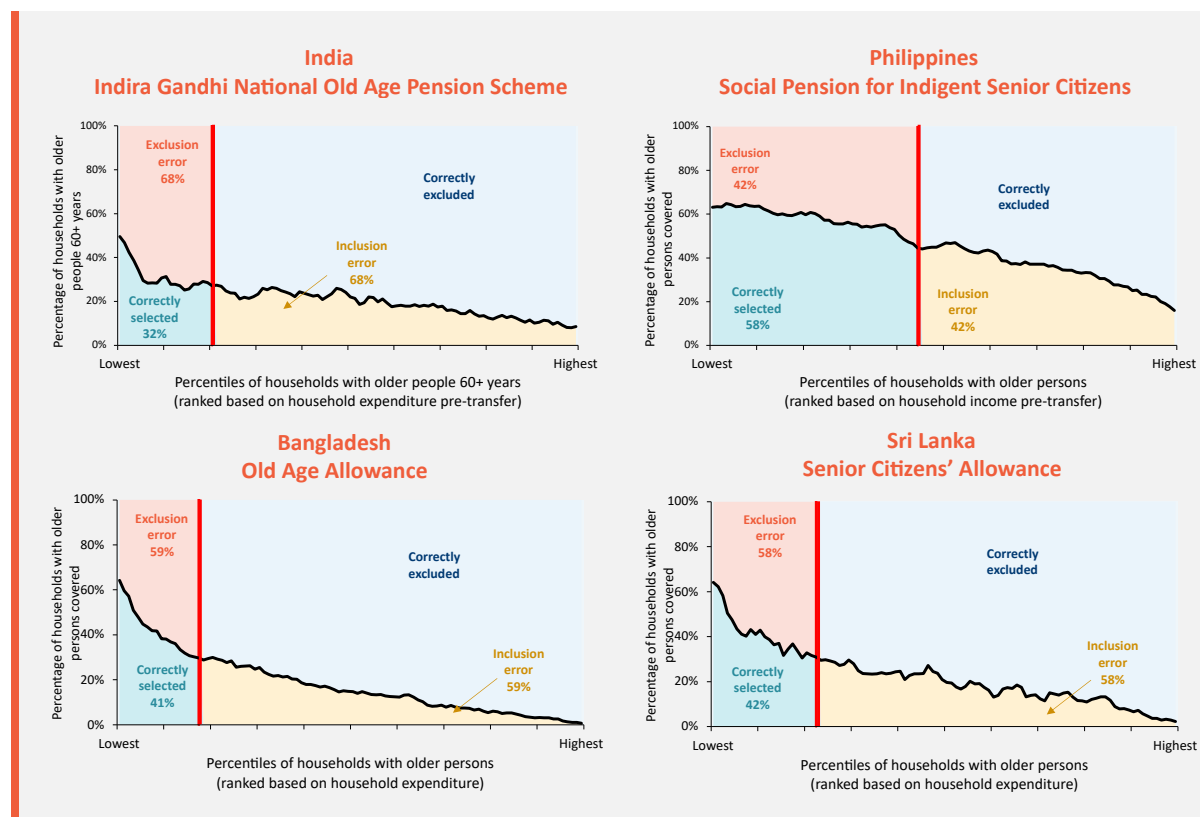 India
Indira Gandhi National Old Age Pension Scheme
Percentage of households with older
people 60+ years
100%
80%
60%
40%
20%
0%
Exclusion
error
68%
Correctly
excluded
Inclusion
error
68%
Correctly
selected
32%
Lowest
Highest
Percentiles of households with older people 60+ years
(ranked based on household expenditure pre-transfer)
Philippines
Social Pension for Indigent Senior Citizens
Percentage of households with older
persons covered
100%
80%
60%
40%
20%
0%
Exclusion
error
42%
Correctly
excluded
Correctly
selected
58%
Inclusion
error
42%
Lowest
Highest
Percentiles of households with older persons
(ranked based on household income pre-transfer)
Bangladesh
Old Age Allowance
Percentage of households with older
persons covered
100%
80%
60%
40%
20%
0%
Exclusion
error
59%
Correctly
excluded
Inclusion
error
59%
Correctly
selected
41%
Lowest
Highest
Percentiles of households with older persons
(ranked based on household expenditure)
Sri Lanka
Senior Citizens’ Allowance
Percentage of households with older
persons covered
100%
80%
60%
40%
20%
0%
Exclusion
error
58%
Correctly
excluded
Inclusion
error
58%
Correctly
selected
42%
Lowest
Highest
Percentiles of households with older persons
(ranked based on household expenditure)